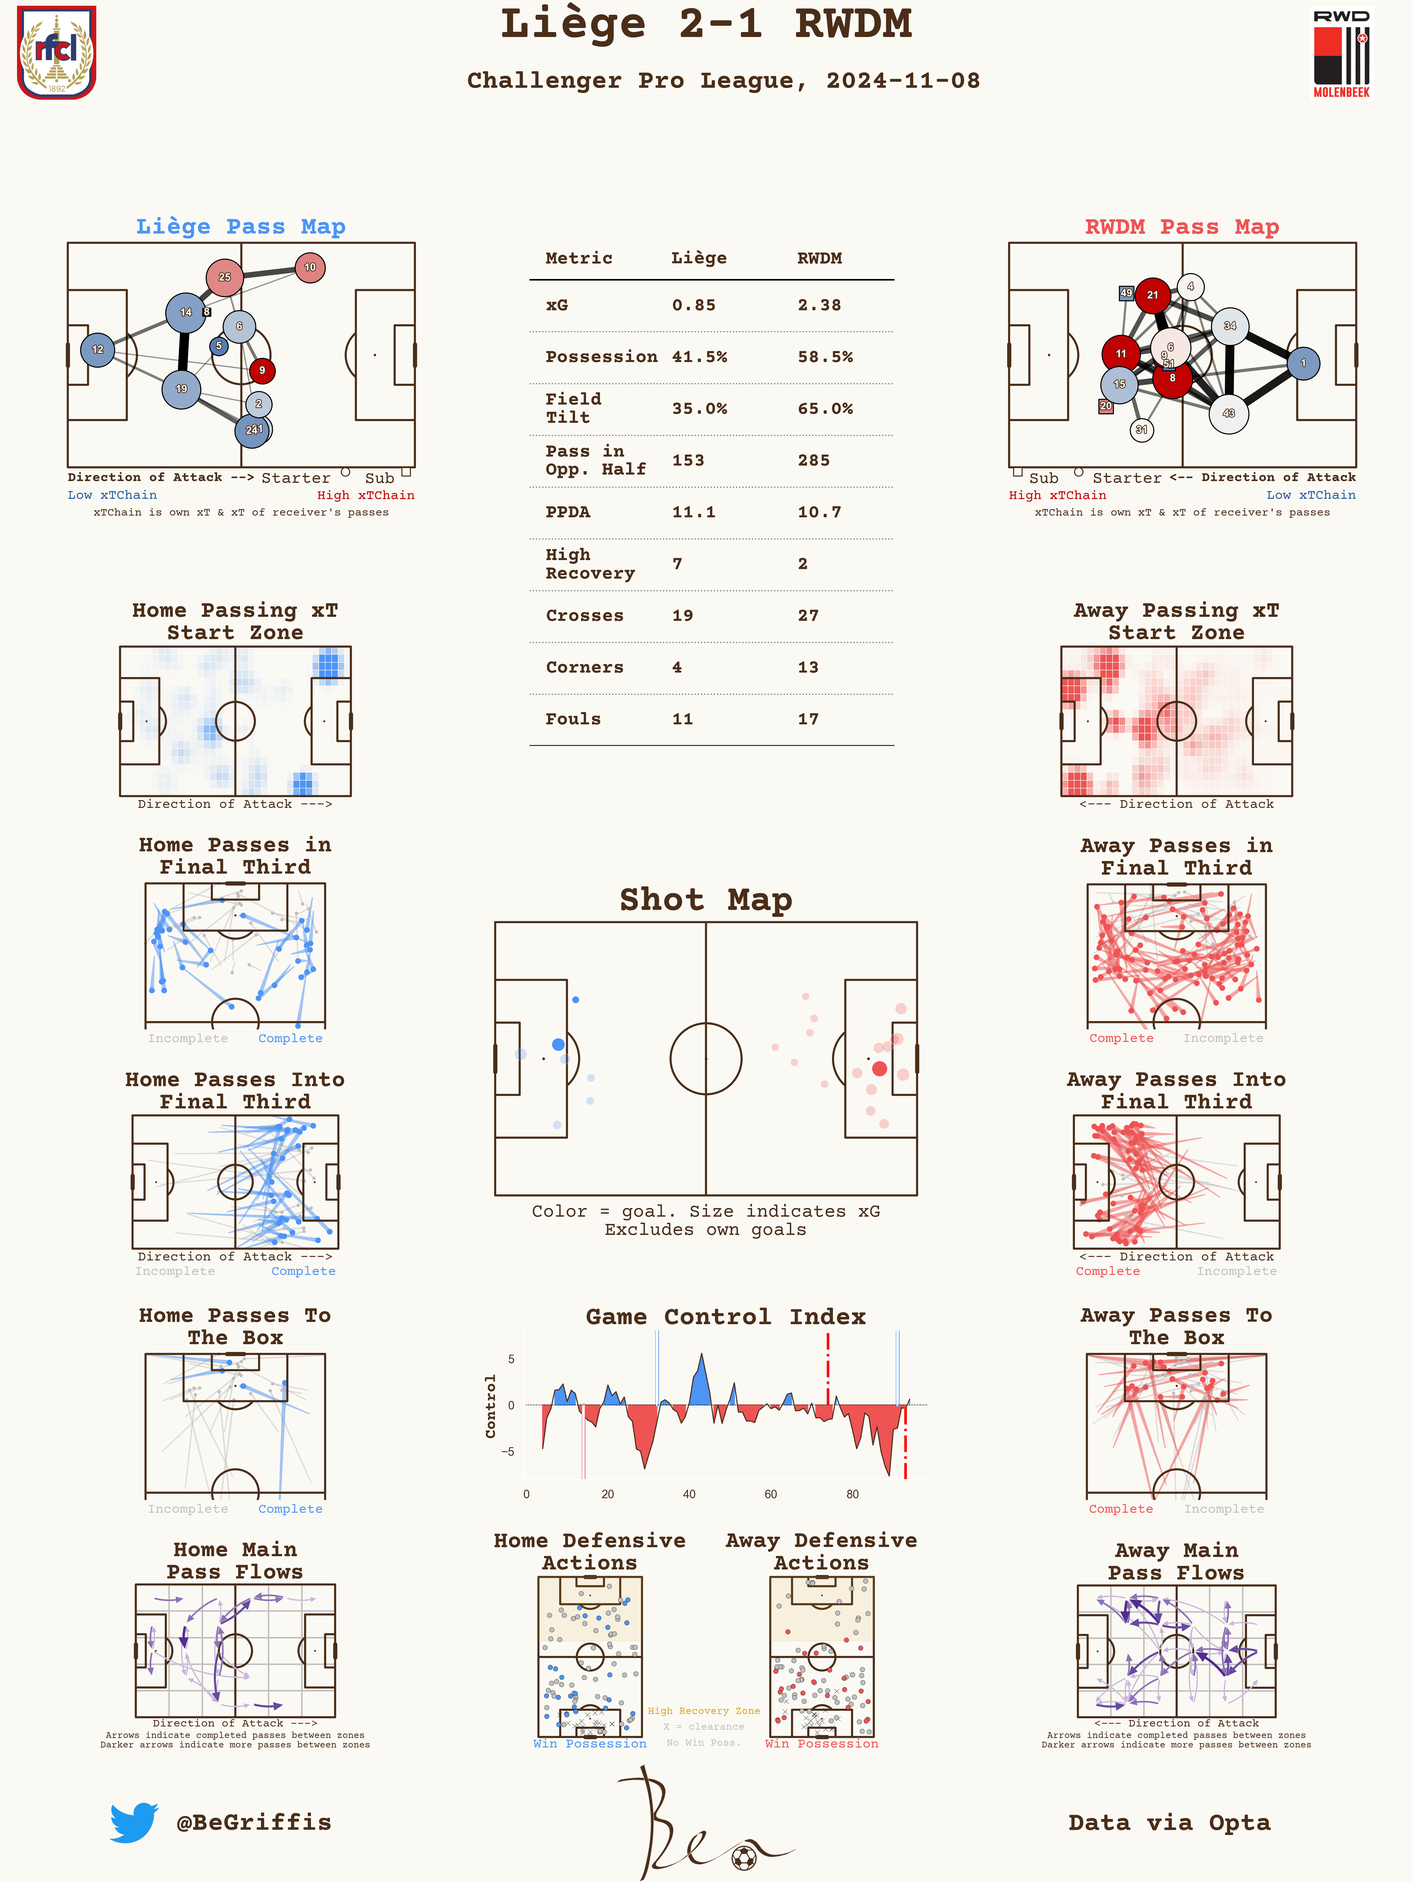 Liège 2-1 RWDM
Challenger Pro League, 2024-11-08
rfcl
1892
RWD
MOLENBEEK
Liège Pass Map
10
25
14
8
6
12
5
9
19
2
24
Direction of Attack --> Starter Sub
Low xTChain High xTChain
xTChain is own xT & xT of receiver's passes
Metric Liège RWDM
xG 0.85 2.38
Possession 41.5% 58.5%
Field
Tilt 35.0% 65.0%
Pass in
Opp. Half 153 285
PPDA 11.1 10.7
High
Recovery 7 2
Crosses 19 27
Corners 4 13
Fouls 11 17
RWDM Pass Map
4
49
21
34
6
11
9
51
1
8
15
20
43
31
Sub Starter <-- Direction of Attack
High xTChain Low xTChain
xTChain is own xT & xT of receiver's passes
Home Passing xT
Start Zone
Direction of Attack --->
Away Passing xT
Start Zone
<--- Direction of Attack
Home Passes in
Final Third
Incomplete Complete
Away Passes in
Final Third
Complete Incomplete
Shot Map
Color = goal. Size indicates xG
Excludes own goals
Home Passes Into
Final Third
Direction of Attack --->
Incomplete Complete
Away Passes Into
Final Third
<--- Direction of Attack
Complete Incomplete
Home Passes To
The Box
Incomplete Complete
Game Control Index
Control
5
0
−5
0 20 40 60 80
Away Passes To
The Box
Complete Incomplete
Home Main
Pass Flows
Direction of Attack --->
Arrows indicate completed passes between zones
Darker arrows indicate more passes between zones
Home Defensive
Actions
Win Possession
Away Defensive
Actions
Win Possession
High Recovery Zone
X = clearance
No Win Poss.
Away Main
Pass Flows
<--- Direction of Attack
Arrows indicate completed passes between zones
Darker arrows indicate more passes between zones
@BeGriffis
Ben
Data via Opta